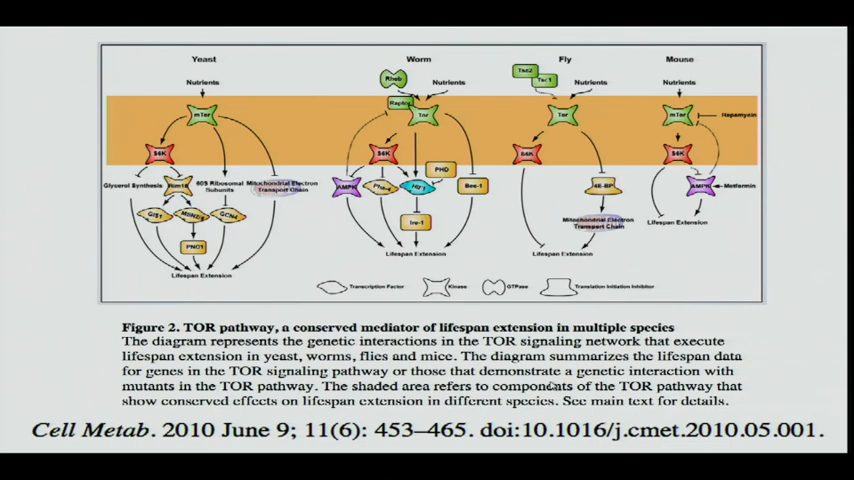 Yeast
Worm
Fly
Mouse
Nutrients
Rheb
Nutrients
Tsc2
Tsc1
Nutrients
Nutrients
mTor
Raptor
Tor
Tor
mTor
Rapamycin
S6K
S6K
S6K
S6K
Glycerol Synthesis
Rim15
60S Ribosomal
Subunits
Mitochondrial Electron
Transport Chain
AMPK
Pha-4
Hif-1
PHD
Bec-1
4E-BP
AMPK
Metformin
Gis1
Msn2/4
GCN4
Ire-1
Mitochondrial Electron
Transport Chain
Lifespan Extension
PNC1
Lifespan Extension
Lifespan Extension
Lifespan Extension
Transcription Factor
Kinase
GTPase
Translation Initiation Inhibitor
Figure 2. TOR pathway, a conserved mediator of lifespan extension in multiple species
The diagram represents the genetic interactions in the TOR signaling network that execute
lifespan extension in yeast, worms, flies and mice. The diagram summarizes the lifespan data
for genes in the TOR signaling pathway or those that demonstrate a genetic interaction with
mutants in the TOR pathway. The shaded area refers to components of the TOR pathway that
show conserved effects on lifespan extension in different species. See main text for details.
Cell Metab. 2010 June 9; 11(6): 453–465. doi:10.1016/j.cmet.2010.05.001.